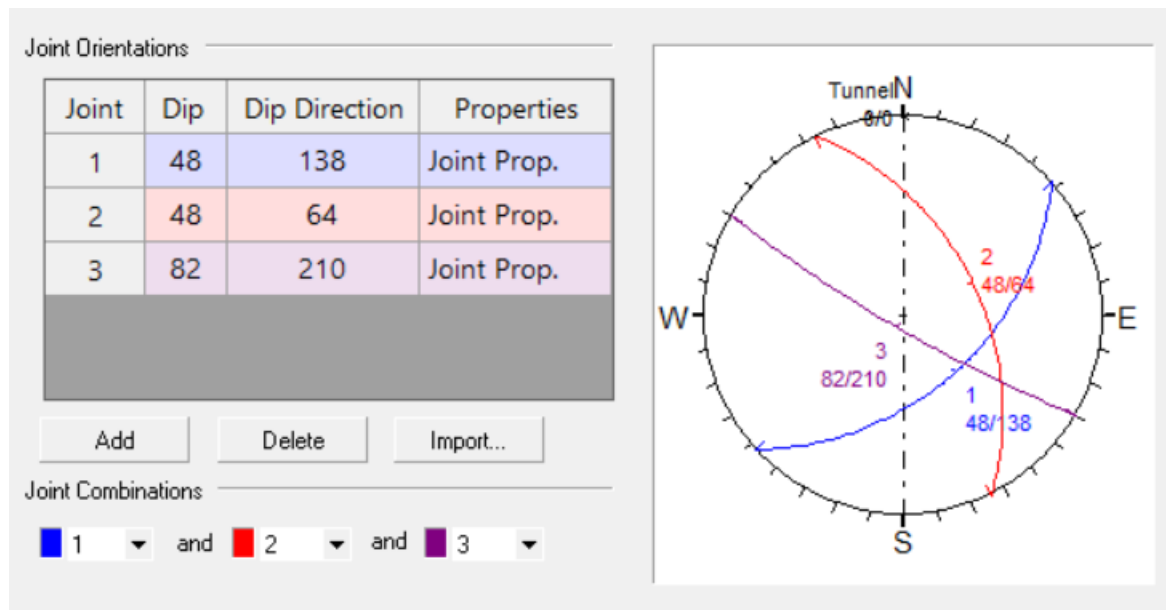 Joint Orientations
Joint Dip Dip Direction Properties
1 48 138 Joint Prop.
2 48 64 Joint Prop.
3 82 210 Joint Prop.
Add Delete Import...
Joint Combinations
1 and 2 and 3
Tunnel N
0/0
2
48/64
W E
3
82/210
1
48/138
S